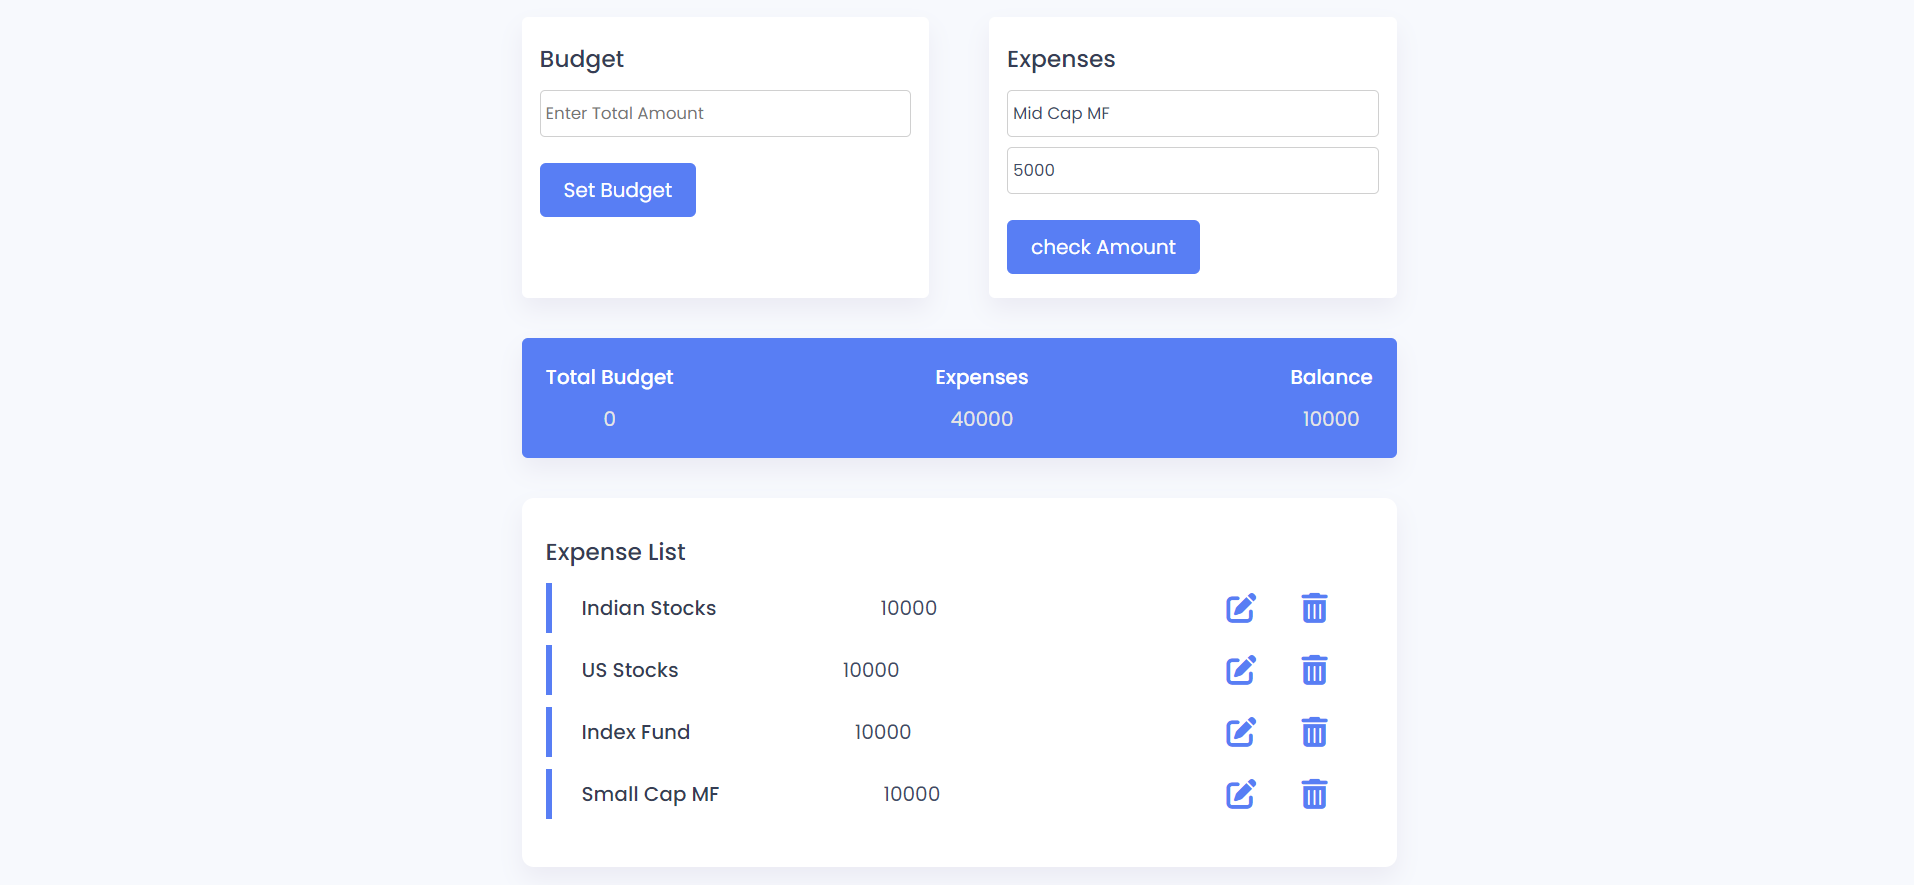 Budget
Enter Total Amount
Set Budget
Expenses
Mid Cap MF
5000
check Amount
Total Budget Expenses Balance
0 40000 10000
Expense List
Indian Stocks 10000
US Stocks 10000
Index Fund 10000
Small Cap MF 10000